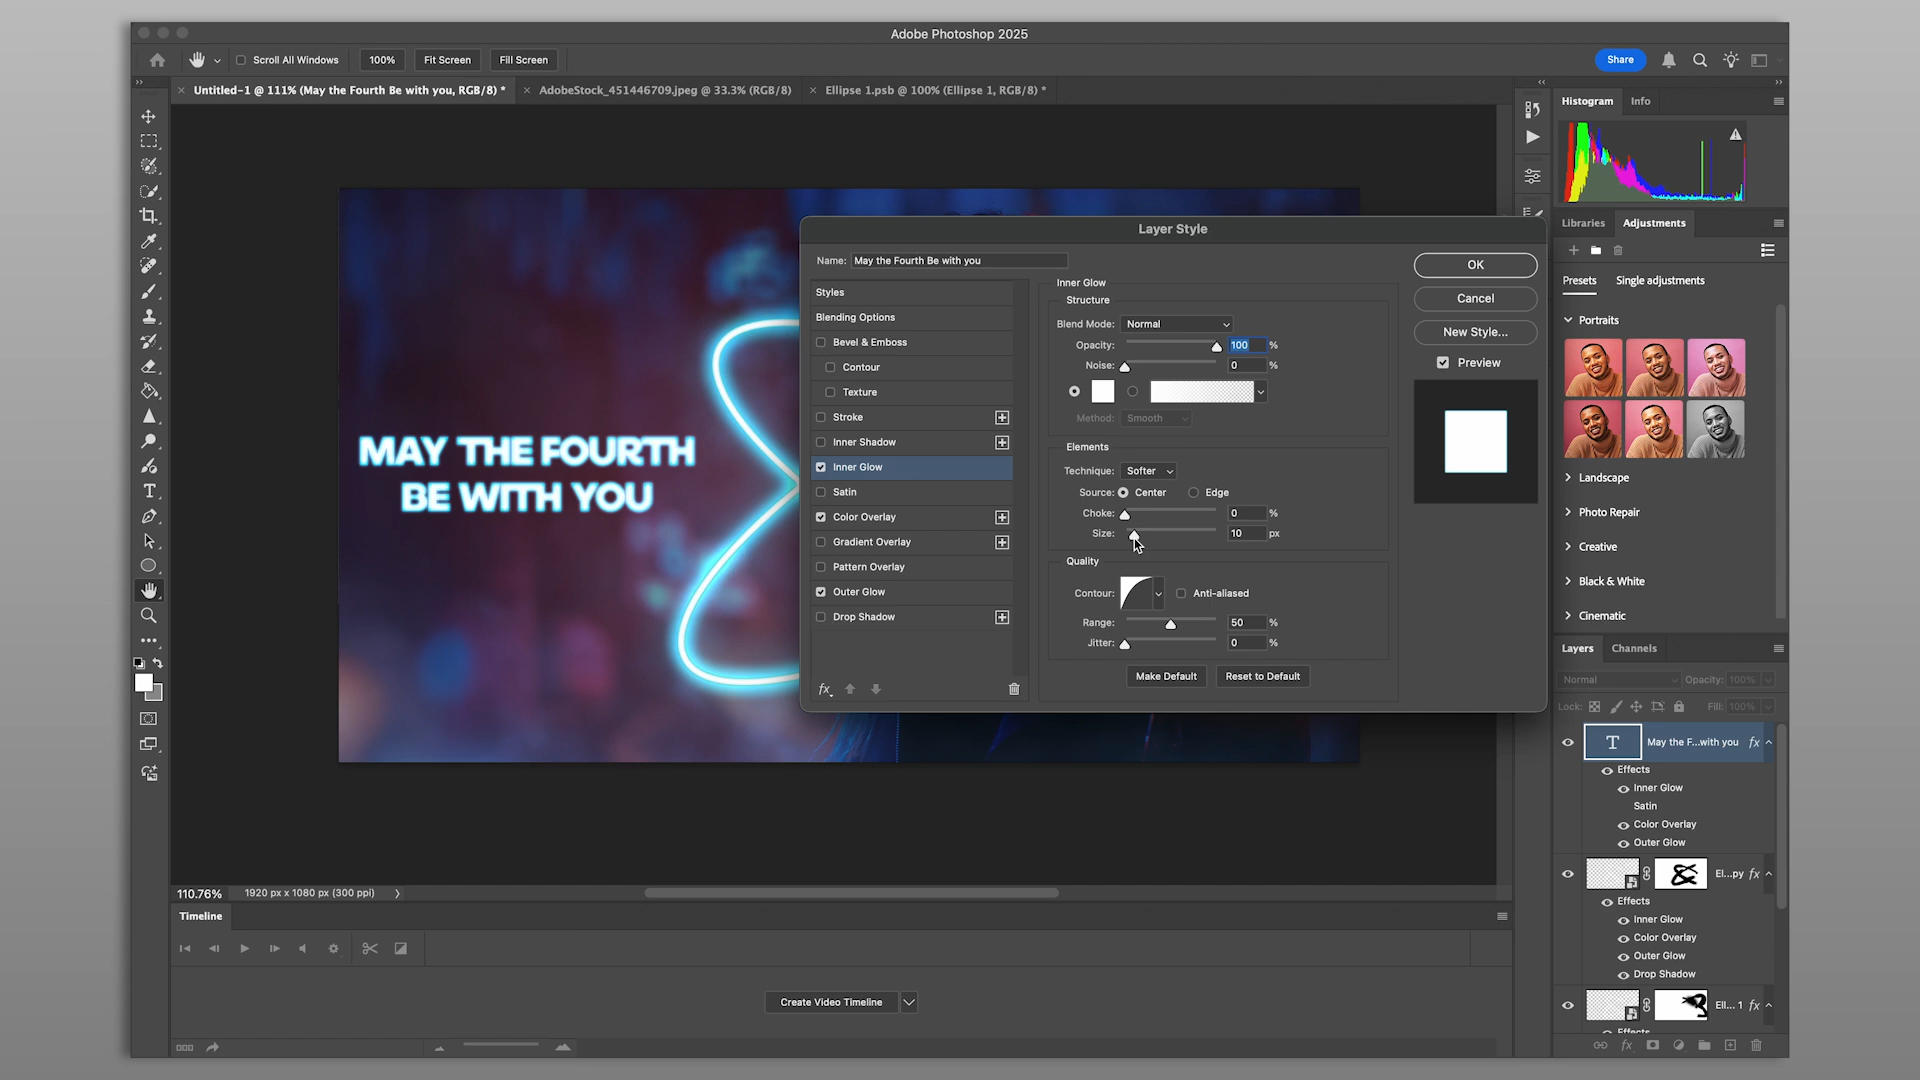 Adobe Photoshop 2025
Scroll All Windows 100% Fit Screen Fill Screen Share
Untitled-1 @ 111% (May the Fourth Be with you, RGB/8) * AdobeStock_451446709.jpeg @ 33.3% (RGB/8) Ellipse 1.psb @ 100% (Ellipse 1, RGB/8) *
MAY THE FOURTH
BE WITH YOU
Layer Style
Name: May the Fourth Be with you
Styles
Blending Options
Bevel & Emboss
Contour
Texture
Stroke
Inner Shadow
Inner Glow
Satin
Color Overlay
Gradient Overlay
Pattern Overlay
Outer Glow
Drop Shadow
fx
Inner Glow
Structure
Blend Mode: Normal
Opacity: 100 %
Noise: 0 %
Method: Smooth
Elements
Technique: Softer
Source: Center Edge
Choke: 0 %
Size: 10 px
Quality
Contour: Anti-aliased
Range: 50 %
Jitter: 0 %
Make Default Reset to Default
OK
Cancel
New Style...
Preview
Histogram Info
Libraries Adjustments
Presets Single adjustments
Portraits
Landscape
Photo Repair
Creative
Black & White
Cinematic
Layers Channels
Normal Opacity: 100%
Lock: Fill: 100%
T May the F...with you fx
Effects
Inner Glow
Satin
Color Overlay
Outer Glow
El...py fx
Effects
Inner Glow
Color Overlay
Outer Glow
Drop Shadow
Ell... 1 fx
Effects
fx
110.76% 1920 px x 1080 px (300 ppi)
Timeline
Create Video Timeline